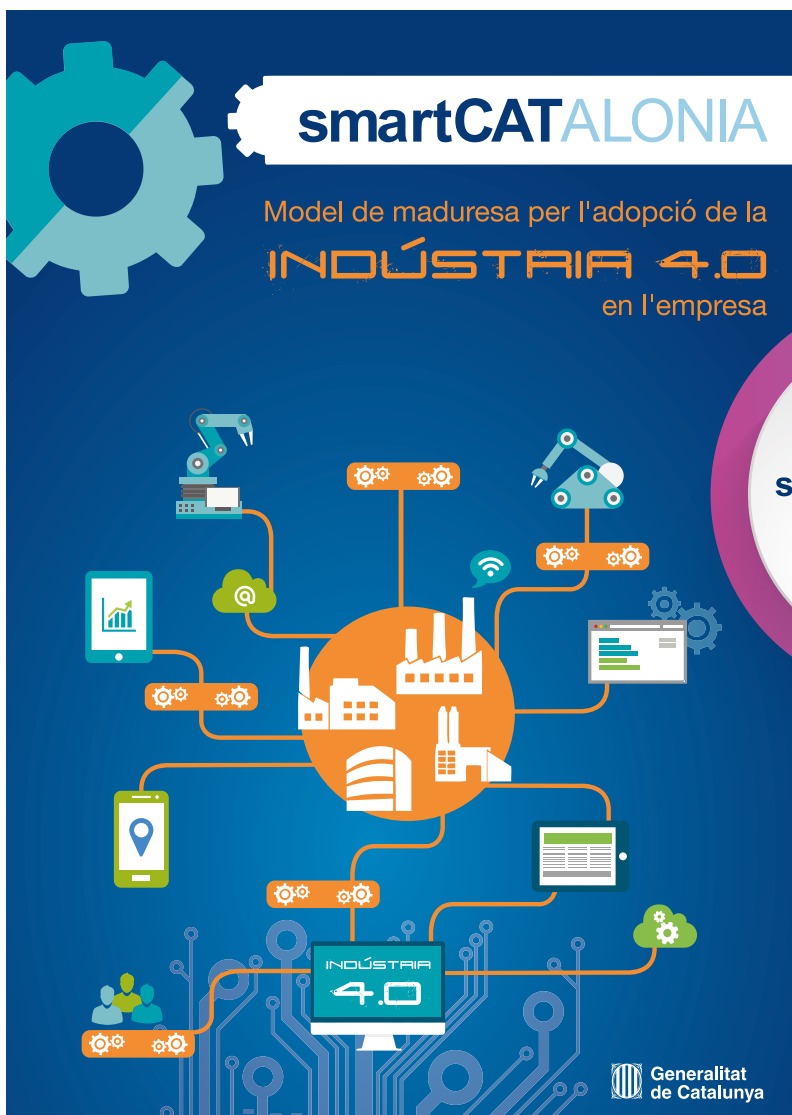 smartCATALONIA
Model de maduresa per l'adopció de la
INDÚSTRIA 4.0
en l'empresa
s
@
INDÚSTRIA
4.0
Generalitat
de Catalunya